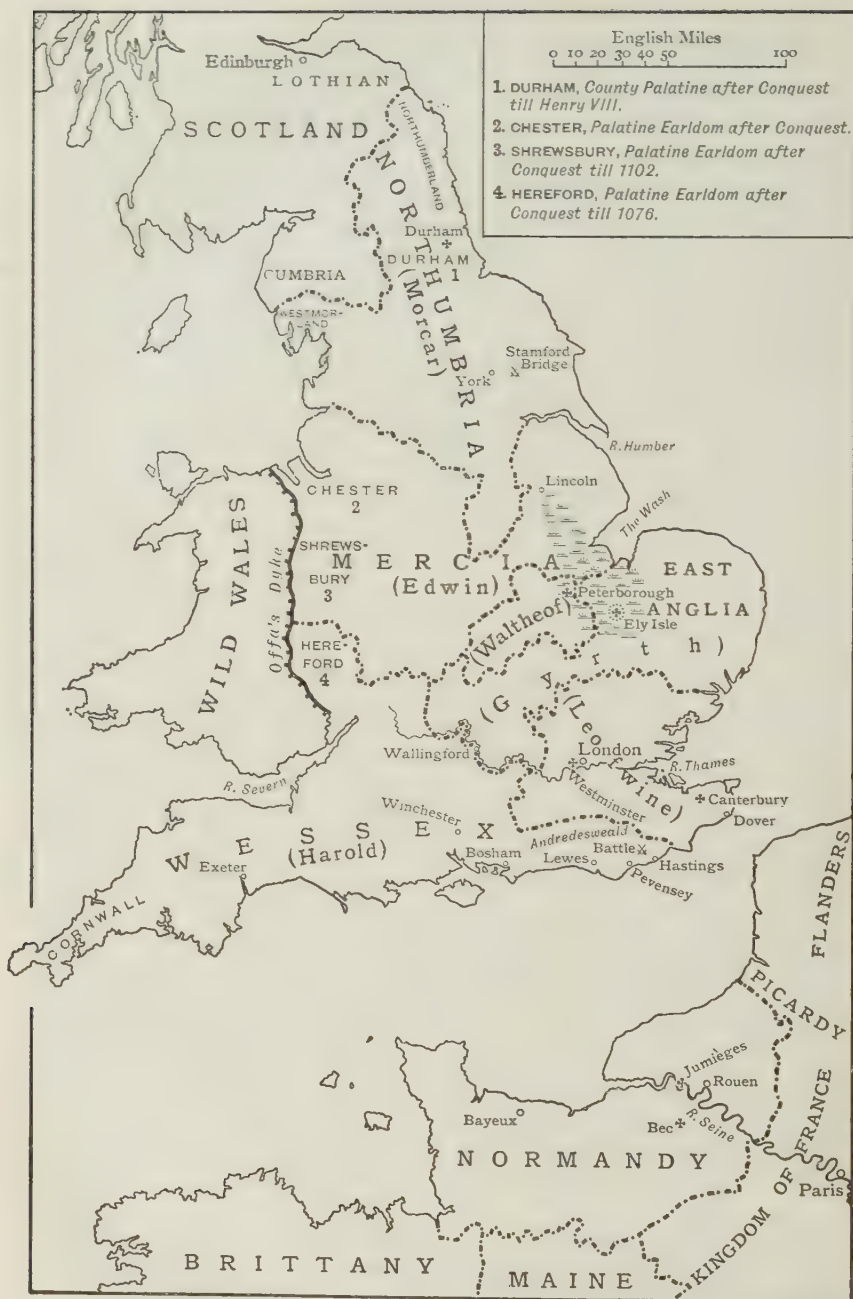 English Miles
0 10 20 30 40 50 100
1. DURHAM, County Palatine after Conquest
till Henry VIII.
2. CHESTER, Palatine Earldom after Conquest.
3. SHREWSBURY, Palatine Earldom after
Conquest till 1102.
4. HEREFORD, Palatine Earldom after
Conquest till 1076.
Edinburgh
LOTHIAN
SCOTLAND
NORTHUMBERLAND
NORTHUMBRIA
(Morcar)
Durham
DURHAM
1
CUMBRIA
WESTMOR-
LAND
Stamford
Bridge
York
R. Humber
Lincoln
The Wash
CHESTER
2
WILD WALES
Offa's Dyke
SHREWS-
BURY
3
MERCIA
(Edwin)
EAST
ANGLIA
Peterborough
Ely Isle
(Waltheof)
HERE-
FORD
4
(Gyrth)
(Leofwine)
Wallingford
London
R. Thames
Westminster
R. Severn
Canterbury
Dover
Winchester
WESSEX
(Harold)
Andredesweald
Battle
Hastings
Bosham
Lewes
Pevensey
Exeter
CORNWALL
FLANDERS
PICARDY
Jumièges
Rouen
Bayeux
Bec
R. Seine
NORMANDY
KINGDOM OF FRANCE
Paris
BRITTANY
MAINE